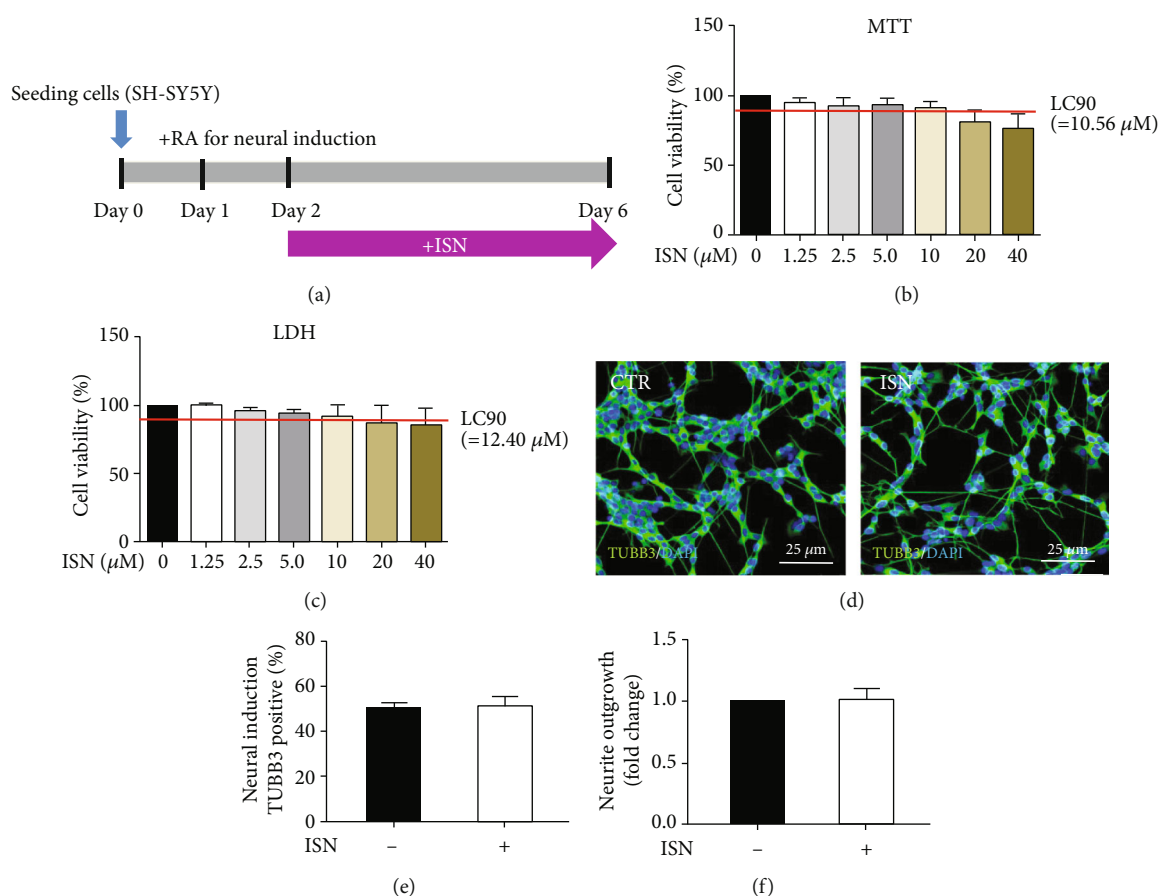 Seeding cells (SH-SY5Y)
+RA for neural induction
Day 0
Day 1
Day 2
Day 6
+ISN
(a)
MTT
Cell viability (%)
150
100
50
0
LC90
(=10.56 μM)
ISN (μM)
0 1.25 2.5 5.0 10 20 40
(b)
LDH
Cell viability (%)
150
100
50
0
LC90
(=12.40 μM)
ISN (μM)
0 1.25 2.5 5.0 10 20 40
(c)
CTR
TUBB3/DAPI
25 μm
ISN
TUBB3/DAPI
25 μm
(d)
Neural induction
TUBB3 positive (%)
80
60
40
20
0
ISN
– +
(e)
Neurite outgrowth
(fold change)
1.5
1.0
0.5
0.0
ISN
– +
(f)